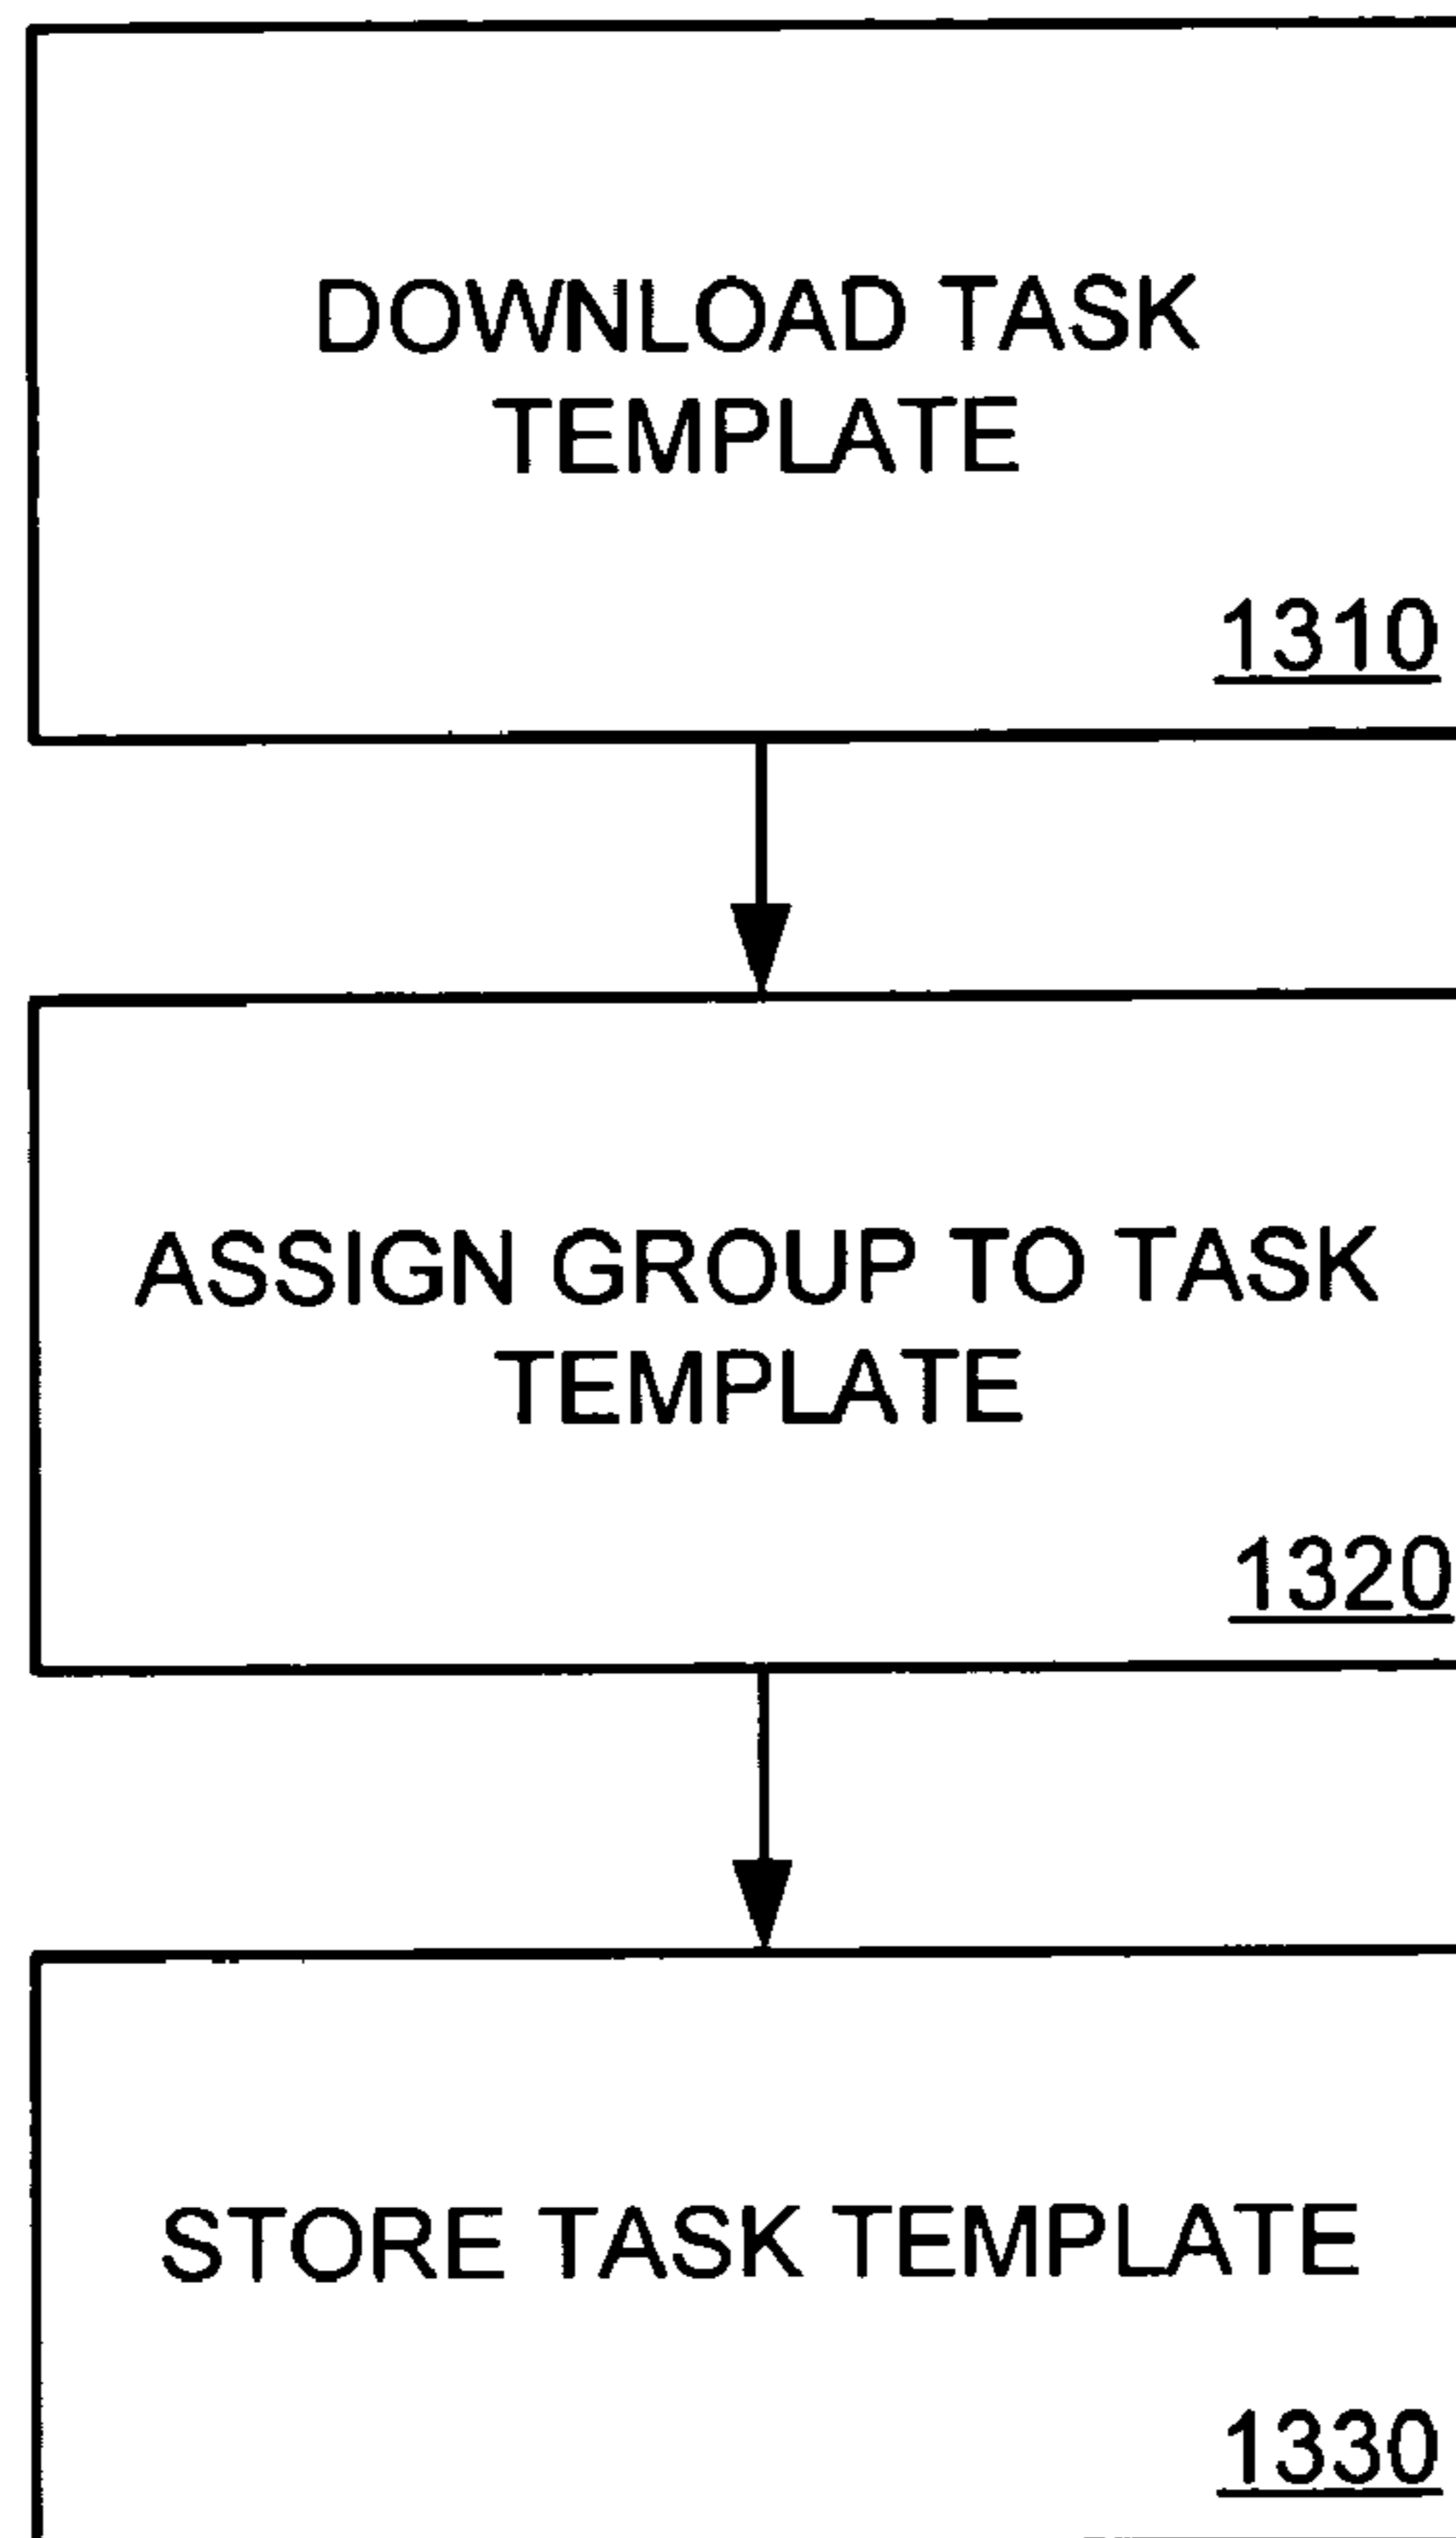 DOWNLOAD TASK
TEMPLATE
1310
ASSIGN GROUP TO TASK
TEMPLATE
1320
STORE TASK TEMPLATE
1330